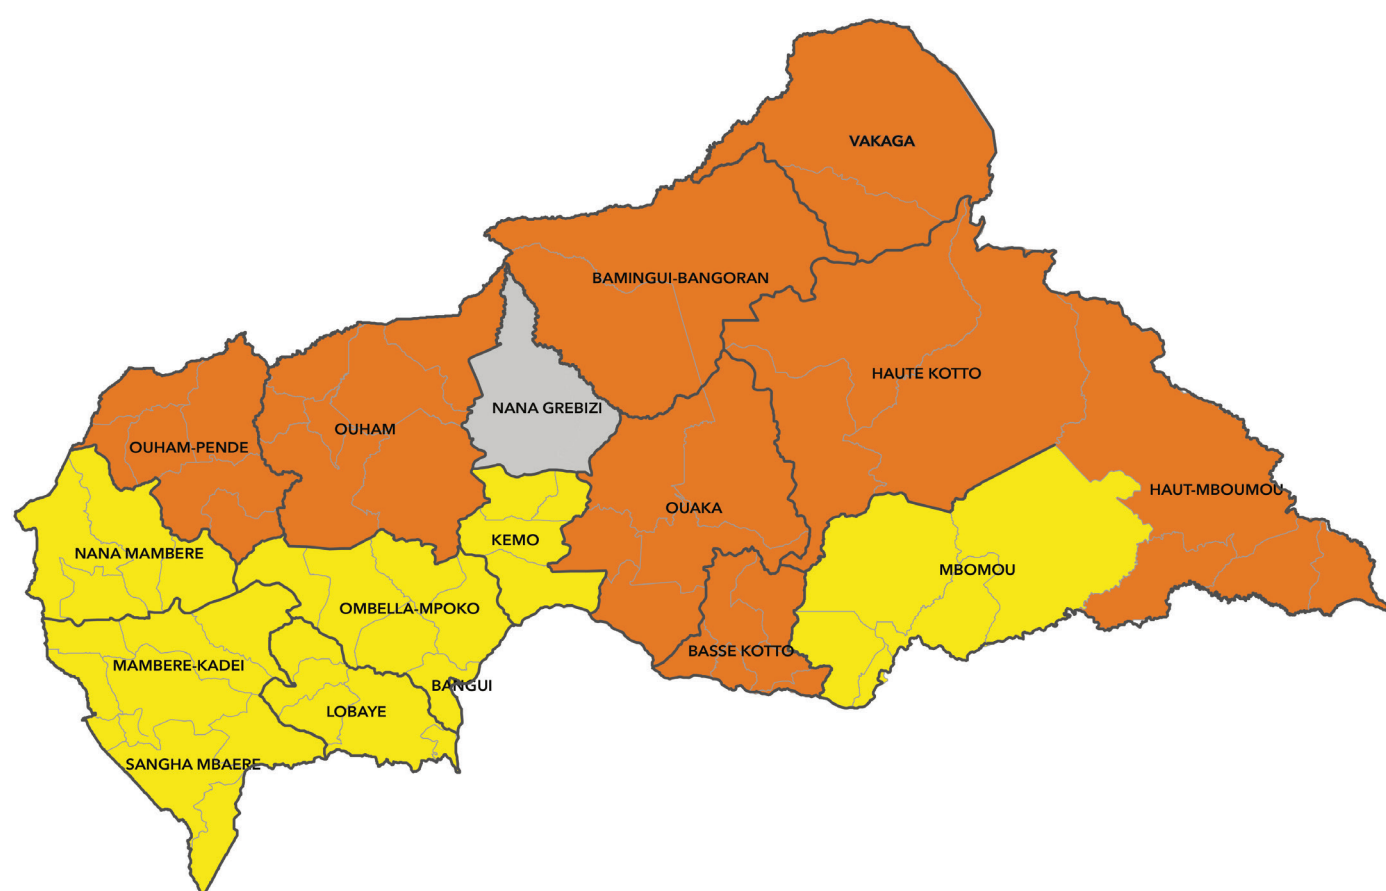 VAKAGA
BAMINGUI-BANGORAN
HAUTE KOTTO
NANA GREBIZI
OUHAM
OUHAM-PENDE
HAUT-MBOUMOU
OUAKA
KEMO
NANA MAMBERE
MBOMOU
OMBELLA-MPOKO
BASSE KOTTO
MAMBERE-KADEI
BANGUI
LOBAYE
SANGHA MBAERE